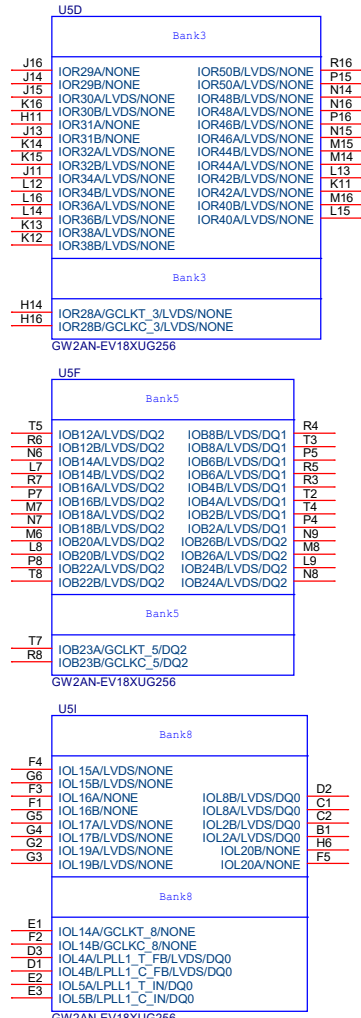 U5D
Bank3
J16 IOR29A/NONE IOR50B/LVDS/NONE R16
J14 IOR29B/NONE IOR50A/LVDS/NONE P15
J15 IOR30A/LVDS/NONE IOR48B/LVDS/NONE N14
K16 IOR30B/LVDS/NONE IOR48A/LVDS/NONE N16
H11 IOR31A/NONE IOR46B/LVDS/NONE P16
J13 IOR31B/NONE IOR46A/LVDS/NONE N15
K14 IOR32A/LVDS/NONE IOR44B/LVDS/NONE M15
K15 IOR32B/LVDS/NONE IOR44A/LVDS/NONE M14
J11 IOR34A/LVDS/NONE IOR42B/LVDS/NONE L13
L12 IOR34B/LVDS/NONE IOR42A/LVDS/NONE K11
L16 IOR36A/LVDS/NONE IOR40B/LVDS/NONE M16
L14 IOR36B/LVDS/NONE IOR40A/LVDS/NONE L15
K13 IOR38A/LVDS/NONE
K12 IOR38B/LVDS/NONE
Bank3
H14 IOR28A/GCLKT_3/LVDS/NONE
H16 IOR28B/GCLKC_3/LVDS/NONE
GW2AN-EV18XUG256
U5F
Bank5
T5 IOB12A/LVDS/DQ2 IOB8B/LVDS/DQ1 R4
R6 IOB12B/LVDS/DQ2 IOB8A/LVDS/DQ1 T3
N6 IOB14A/LVDS/DQ2 IOB6B/LVDS/DQ1 P5
L7 IOB14B/LVDS/DQ2 IOB6A/LVDS/DQ1 R5
R7 IOB16A/LVDS/DQ2 IOB4B/LVDS/DQ1 R3
P7 IOB16B/LVDS/DQ2 IOB4A/LVDS/DQ1 T2
M7 IOB18A/LVDS/DQ2 IOB2B/LVDS/DQ1 T4
N7 IOB18B/LVDS/DQ2 IOB2A/LVDS/DQ1 P4
M6 IOB20A/LVDS/DQ2 IOB26B/LVDS/DQ2 N9
L8 IOB20B/LVDS/DQ2 IOB26A/LVDS/DQ2 M8
P8 IOB22A/LVDS/DQ2 IOB24B/LVDS/DQ2 L9
T8 IOB22B/LVDS/DQ2 IOB24A/LVDS/DQ2 N8
Bank5
T7 IOB23A/GCLKT_5/DQ2
R8 IOB23B/GCLKC_5/DQ2
GW2AN-EV18XUG256
U5I
Bank8
F4 IOL15A/LVDS/NONE
G6 IOL15B/LVDS/NONE
F3 IOL16A/NONE IOL8B/LVDS/DQ0 D2
F1 IOL16B/NONE IOL8A/LVDS/DQ0 C1
G5 IOL17A/LVDS/NONE IOL2B/LVDS/DQ0 C2
G4 IOL17B/LVDS/NONE IOL2A/LVDS/DQ0 B1
G2 IOL19A/LVDS/NONE IOL20B/NONE H6
G3 IOL19B/LVDS/NONE IOL20A/NONE F5
Bank8
E1 IOL14A/GCLKT_8/NONE
F2 IOL14B/GCLKC_8/NONE
D3 IOL4A/LPLL1_T_FB/LVDS/DQ0
D1 IOL4B/LPLL1_C_FB/LVDS/DQ0
E2 IOL5A/LPLL1_T_IN/DQ0
E3 IOL5B/LPLL1_C_IN/DQ0
GW2AN-EV18XUG256